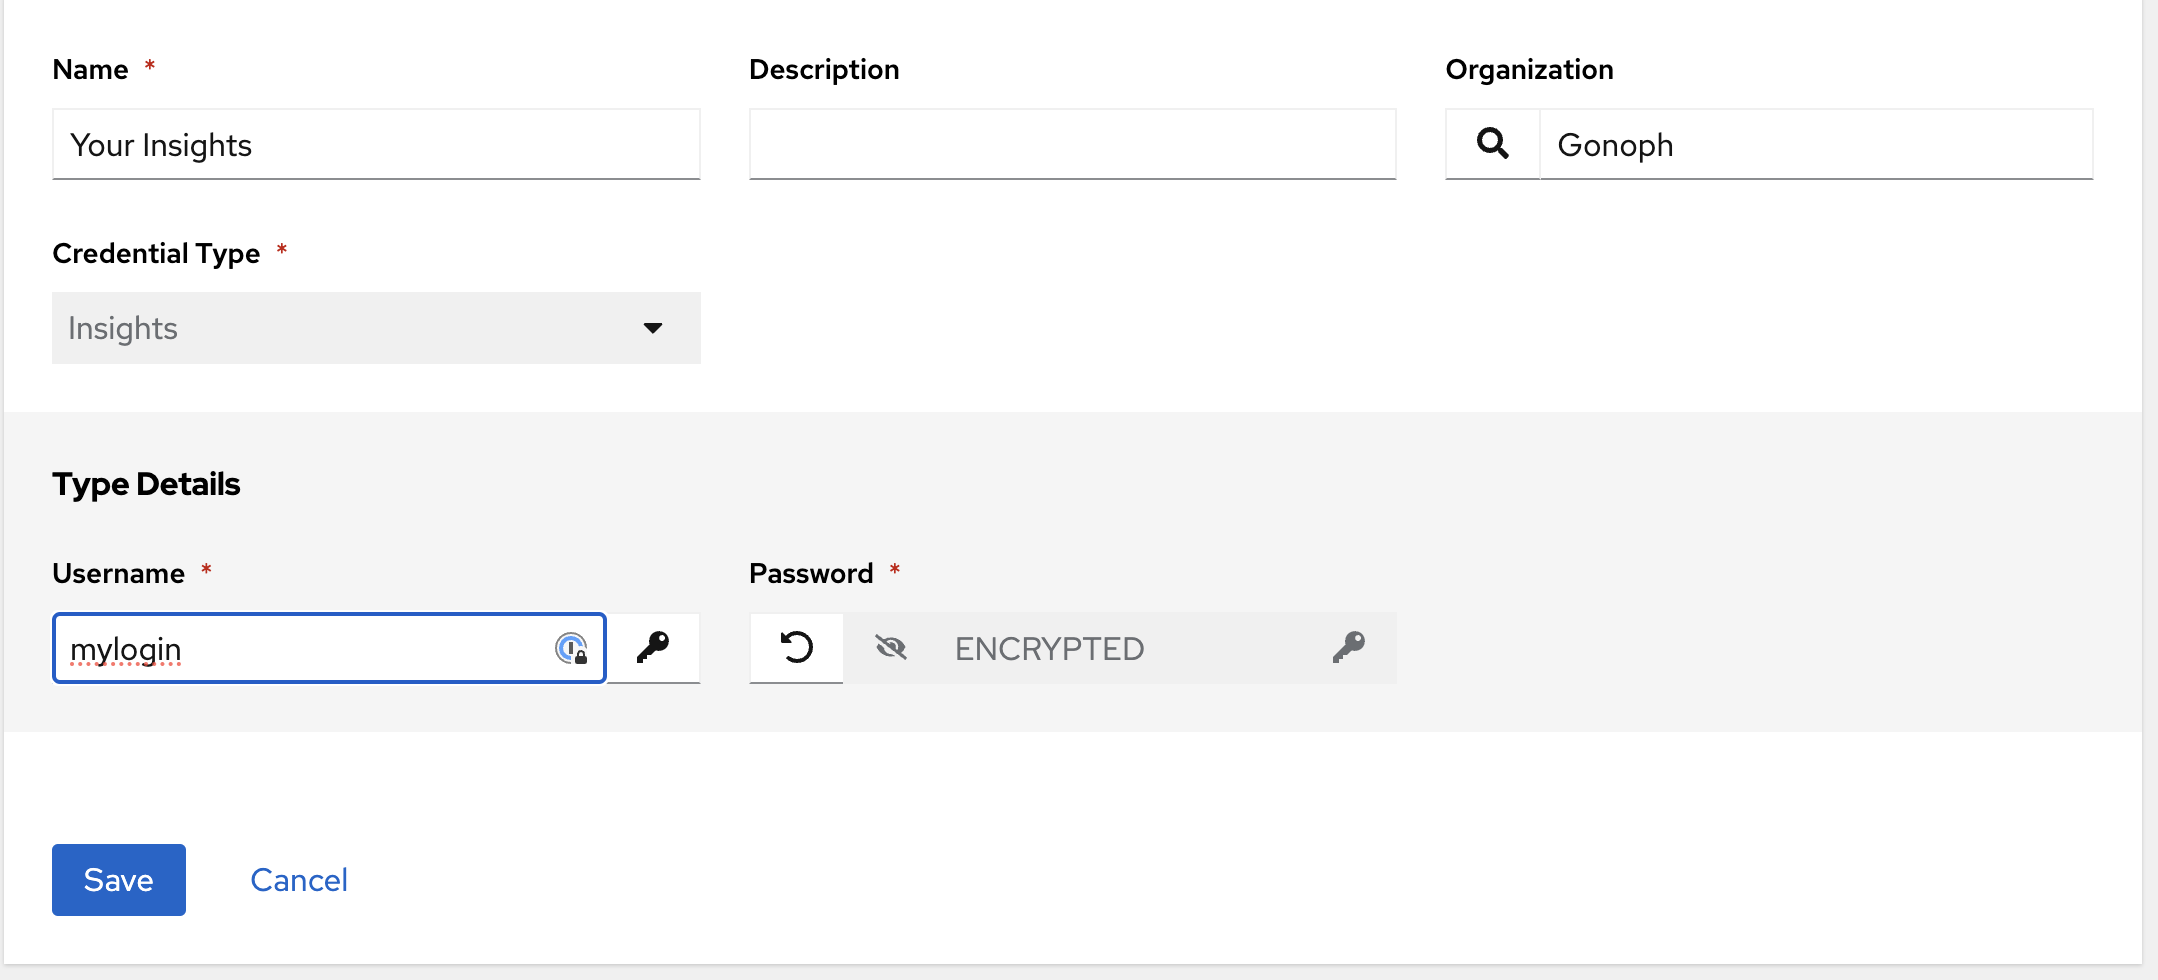 Name * Description Organization
Your Insights Gonoph
Credential Type *
Insights
Type Details
Username * Password *
mylogin ENCRYPTED
Save Cancel